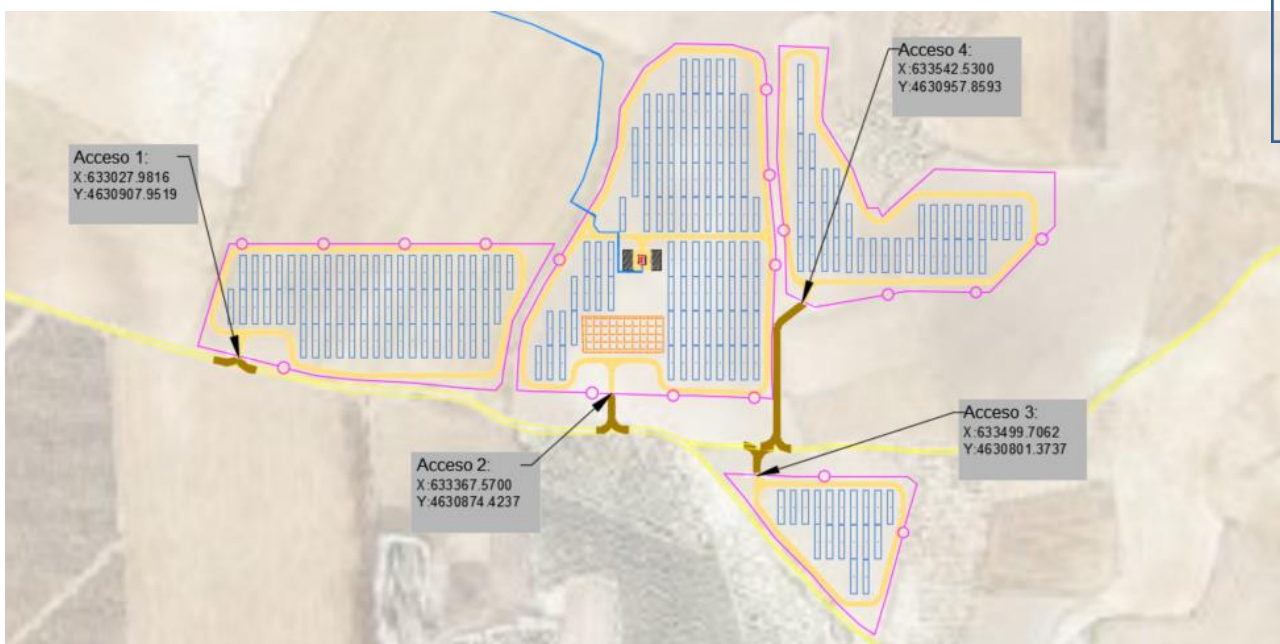 Acceso 1:
X:633027.9816
Y:4630907.9519
Acceso 4:
X:633542.5300
Y:4630957.8593
Acceso 2:
X:633367.5700
Y:4630874.4237
Acceso 3:
X:633499.7062
Y:4630801.3737